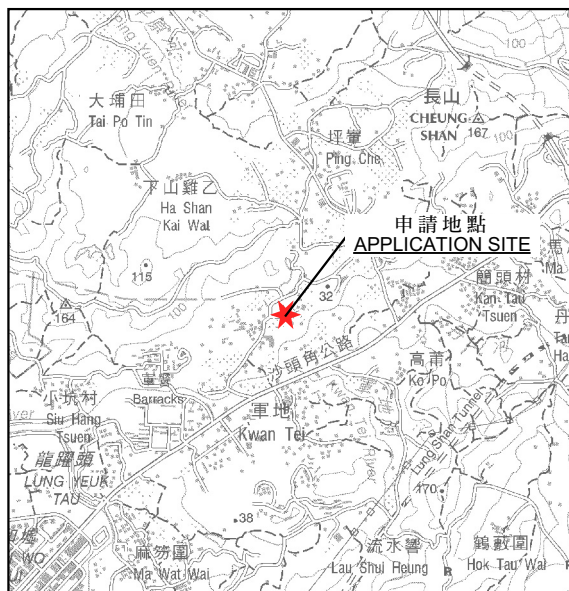 大埔田
Tai Po Tin
長山
CHEUNG
SHAN
167
100
100
坪輋
Ping Che
下山雞乙
Ha Shan
Kai Wat
申請地點
APPLICATION SITE
115
100
164
32
簡頭村
Kan Tau
Tsuen
沙頭角公路
軍營
Barracks
高莆
Ko Po
Siu Hang
Tsuen
軍地
Kwan Tei
Lung Shan Tunnel
龍躍頭
LUNG YEUK
TAU
170
38
麻笏圍
Ma Wat Wai
流水響
Lau Shui Heung
鶴藪圍
Hok Tau Wai
R
R